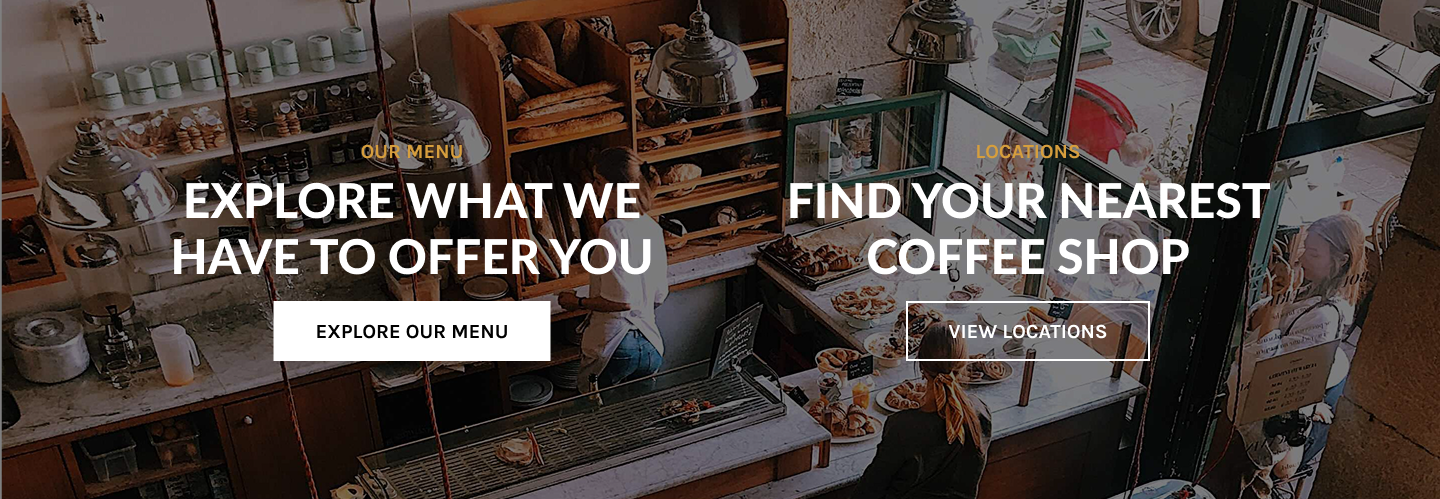 OUR MENU
EXPLORE WHAT WE
HAVE TO OFFER YOU
EXPLORE OUR MENU
LOCATIONS
FIND YOUR NEAREST
COFFEE SHOP
VIEW LOCATIONS